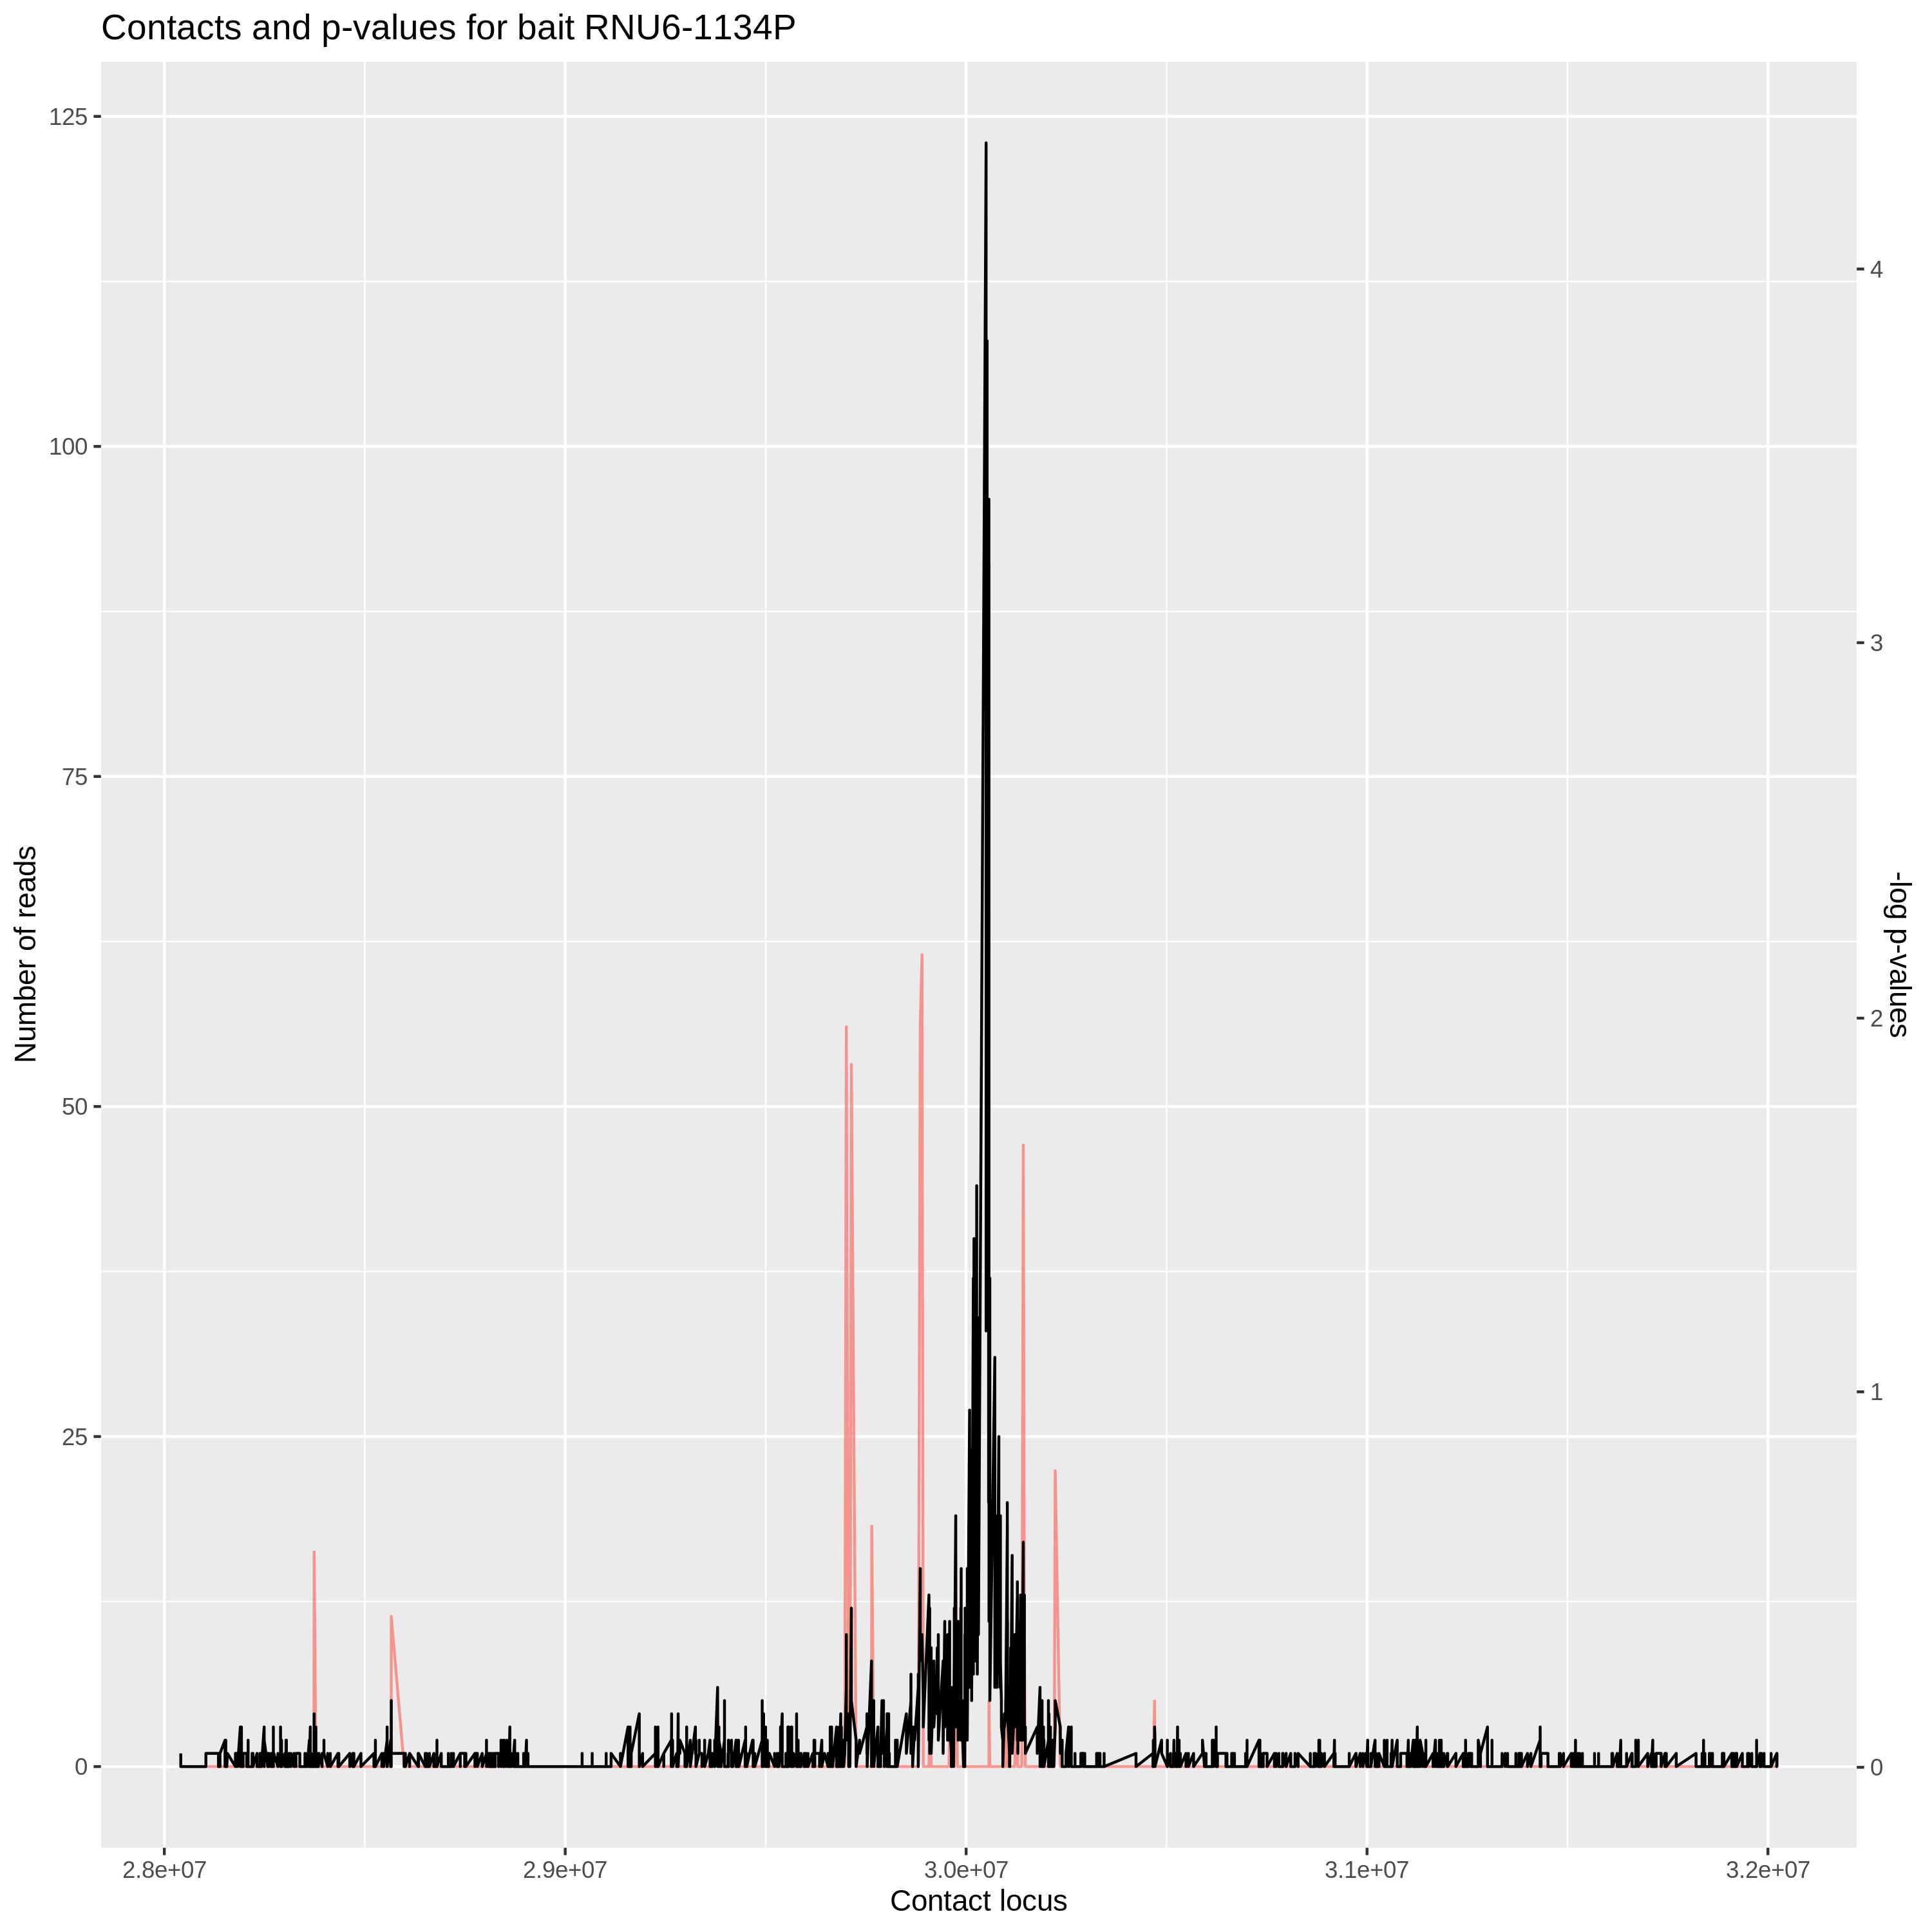 Contacts and p-values for bait RNU6-1134P
125
100
75
50
25
0
Number of reads
4
3
2
1
0
-log p-values
2.8e+07
2.9e+07
3.0e+07
3.1e+07
3.2e+07
Contact locus